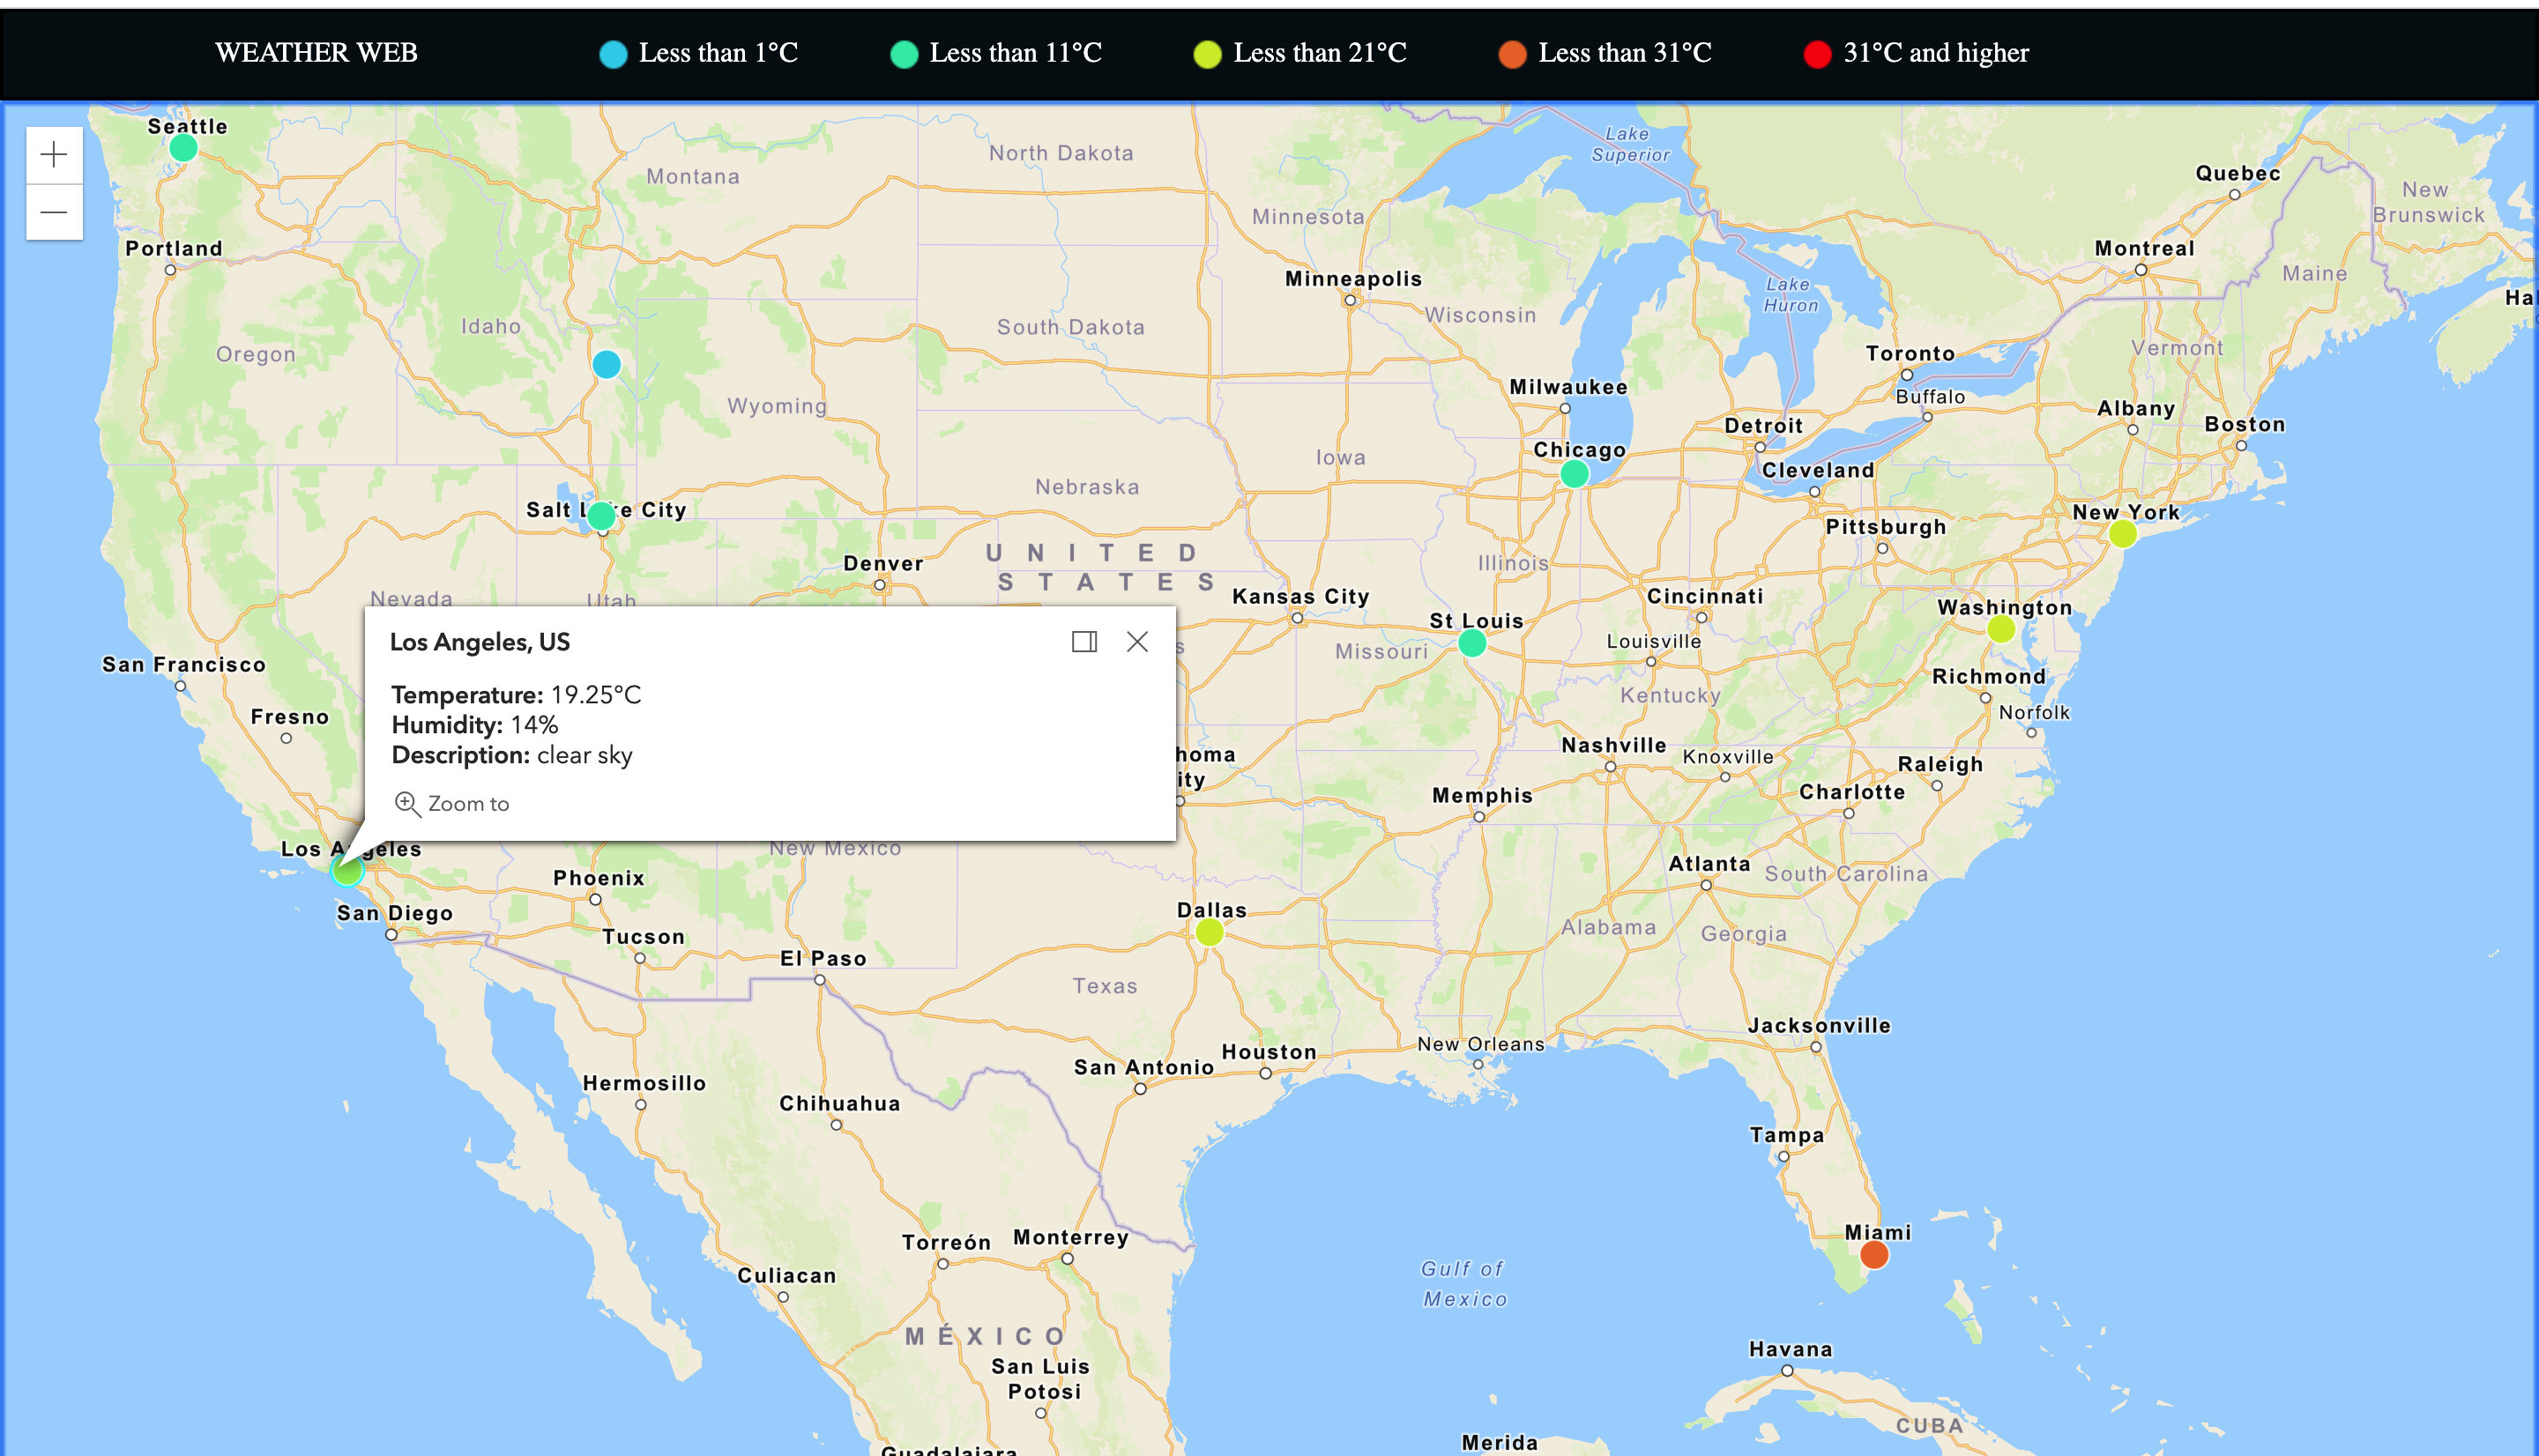 WEATHER WEB
Less than 1°C
Less than 11°C
Less than 21°C
Less than 31°C
31°C and higher
Seattle
Lake
Superior
North Dakota
Montana
Quebec
New
Brunswick
Minnesota
Portland
Montreal
Minneapolis
Maine
Lake
Huron
Ha
Wisconsin
Idaho
South Dakota
Oregon
Toronto
Vermont
Milwaukee
Buffalo
Wyoming
Albany
Boston
Detroit
Chicago
Iowa
Cleveland
Nebraska
Salt Lake City
New York
Pittsburgh
UNITED
STATES
Denver
Illinois
Nevada
Utah
Kansas City
Cincinnati
Washington
St Louis
Louisville
Missouri
s
Los Angeles, US
San Francisco
Richmond
Temperature: 19.25°C
Kentucky
Humidity: 14%
Fresno
Norfolk
Description: clear sky
homa
ity
Nashville
Knoxville
Raleigh
Zoom to
Memphis
Charlotte
Los Angeles
New Mexico
Atlanta
South Carolina
Phoenix
San Diego
Dallas
Alabama
Georgia
Tucson
El Paso
Texas
Jacksonville
New Orleans
Houston
San Antonio
Hermosillo
Chihuahua
Tampa
Miami
Torreón
Monterrey
Gulf of
Mexico
Culiacan
MÉXICO
Havana
San Luis
Potosi
CUBA
Merida
Guadalajara